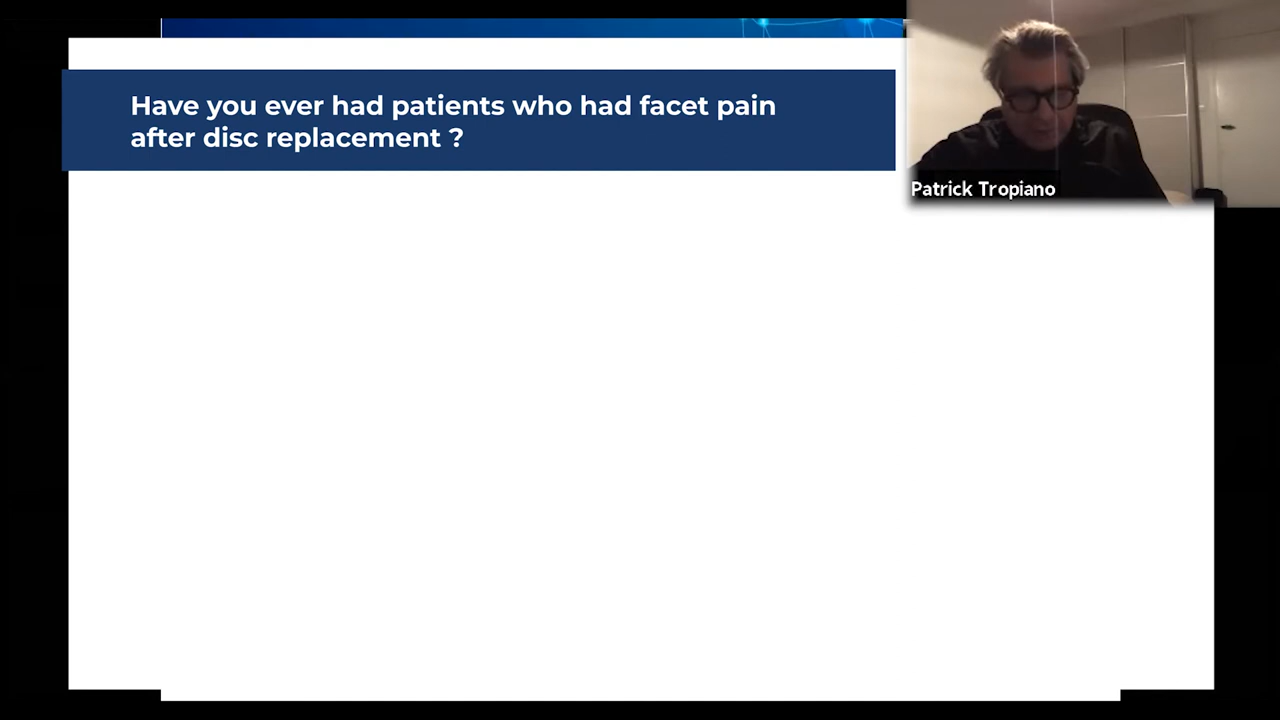 Have you ever had patients who had facet pain
after disc replacement ?
Patrick Tropiano